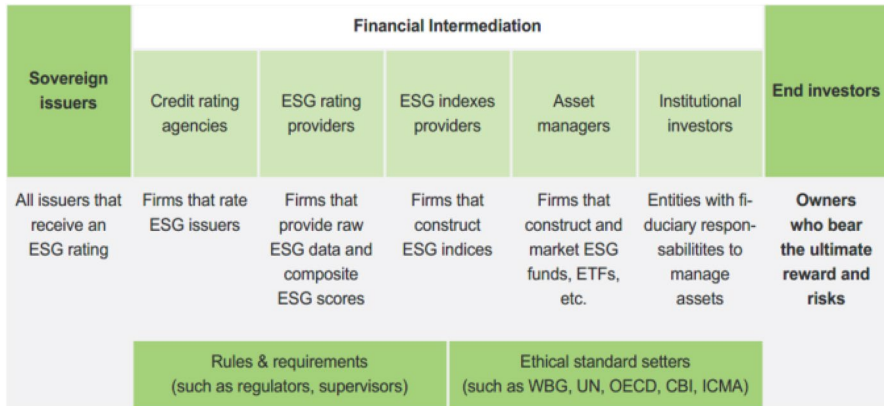 Financial Intermediation
Sovereign
issuers
Credit rating
agencies
ESG rating
providers
ESG indexes
providers
Asset
managers
Institutional
investors
End investors
All issuers that
receive an
ESG rating
Firms that rate
ESG issuers
Firms that
provide raw
ESG data and
composite
ESG scores
Firms that
construct
ESG indices
Firms that
construct and
market ESG
funds, ETFs,
etc.
Entities with fi-
duciary respon-
sabilitites to
manage
assets
Owners
who bear
the ultimate
reward and
risks
Rules & requirements
(such as regulators, supervisors)
Ethical standard setters
(such as WBG, UN, OECD, CBI, ICMA)